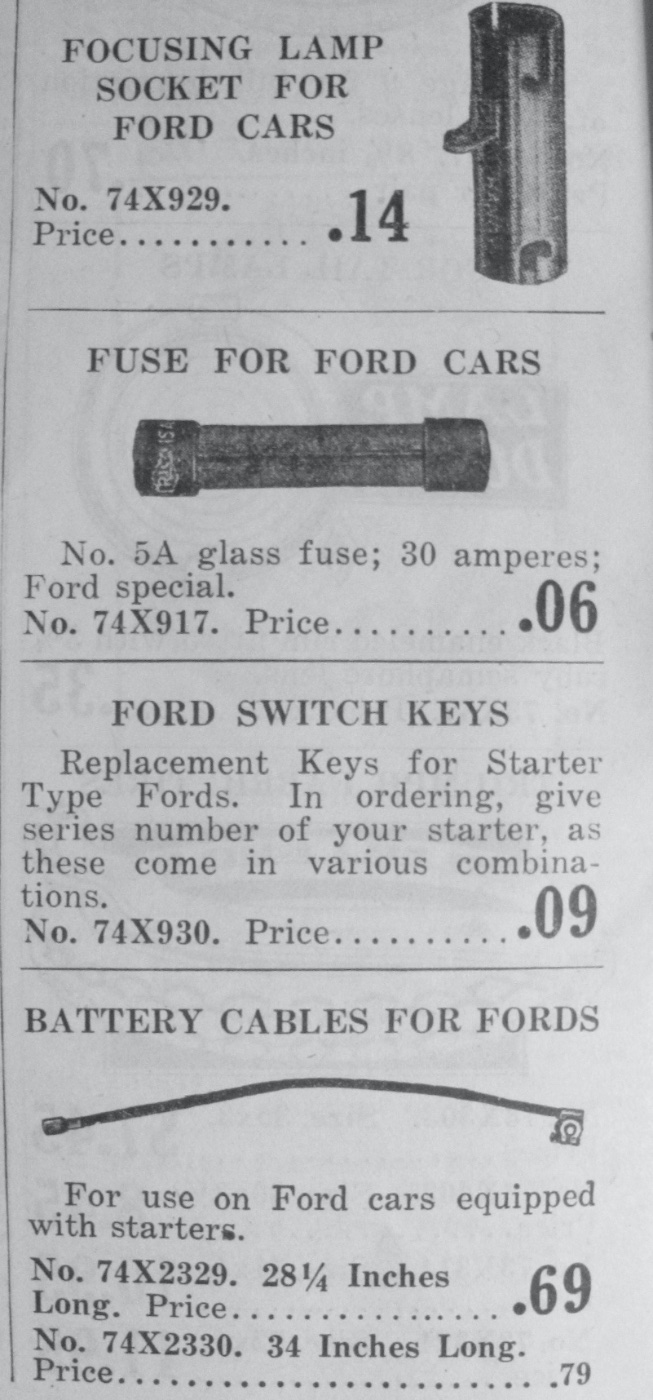 FOCUSING LAMP
SOCKET FOR
FORD CARS
No. 74X929.
Price........... .14
FUSE FOR FORD CARS
No. 5A glass fuse; 30 amperes;
Ford special.
No. 74X917. Price.......... .06
FORD SWITCH KEYS
Replacement Keys for Starter
Type Fords. In ordering, give
series number of your starter, as
these come in various combina-
tions.
No. 74X930. Price.......... .09
BATTERY CABLES FOR FORDS
For use on Ford cars equipped
with starters.
No. 74X2329. 28¼ Inches
Long. Price................ .69
No. 74X2330. 34 Inches Long.
Price......................... .79